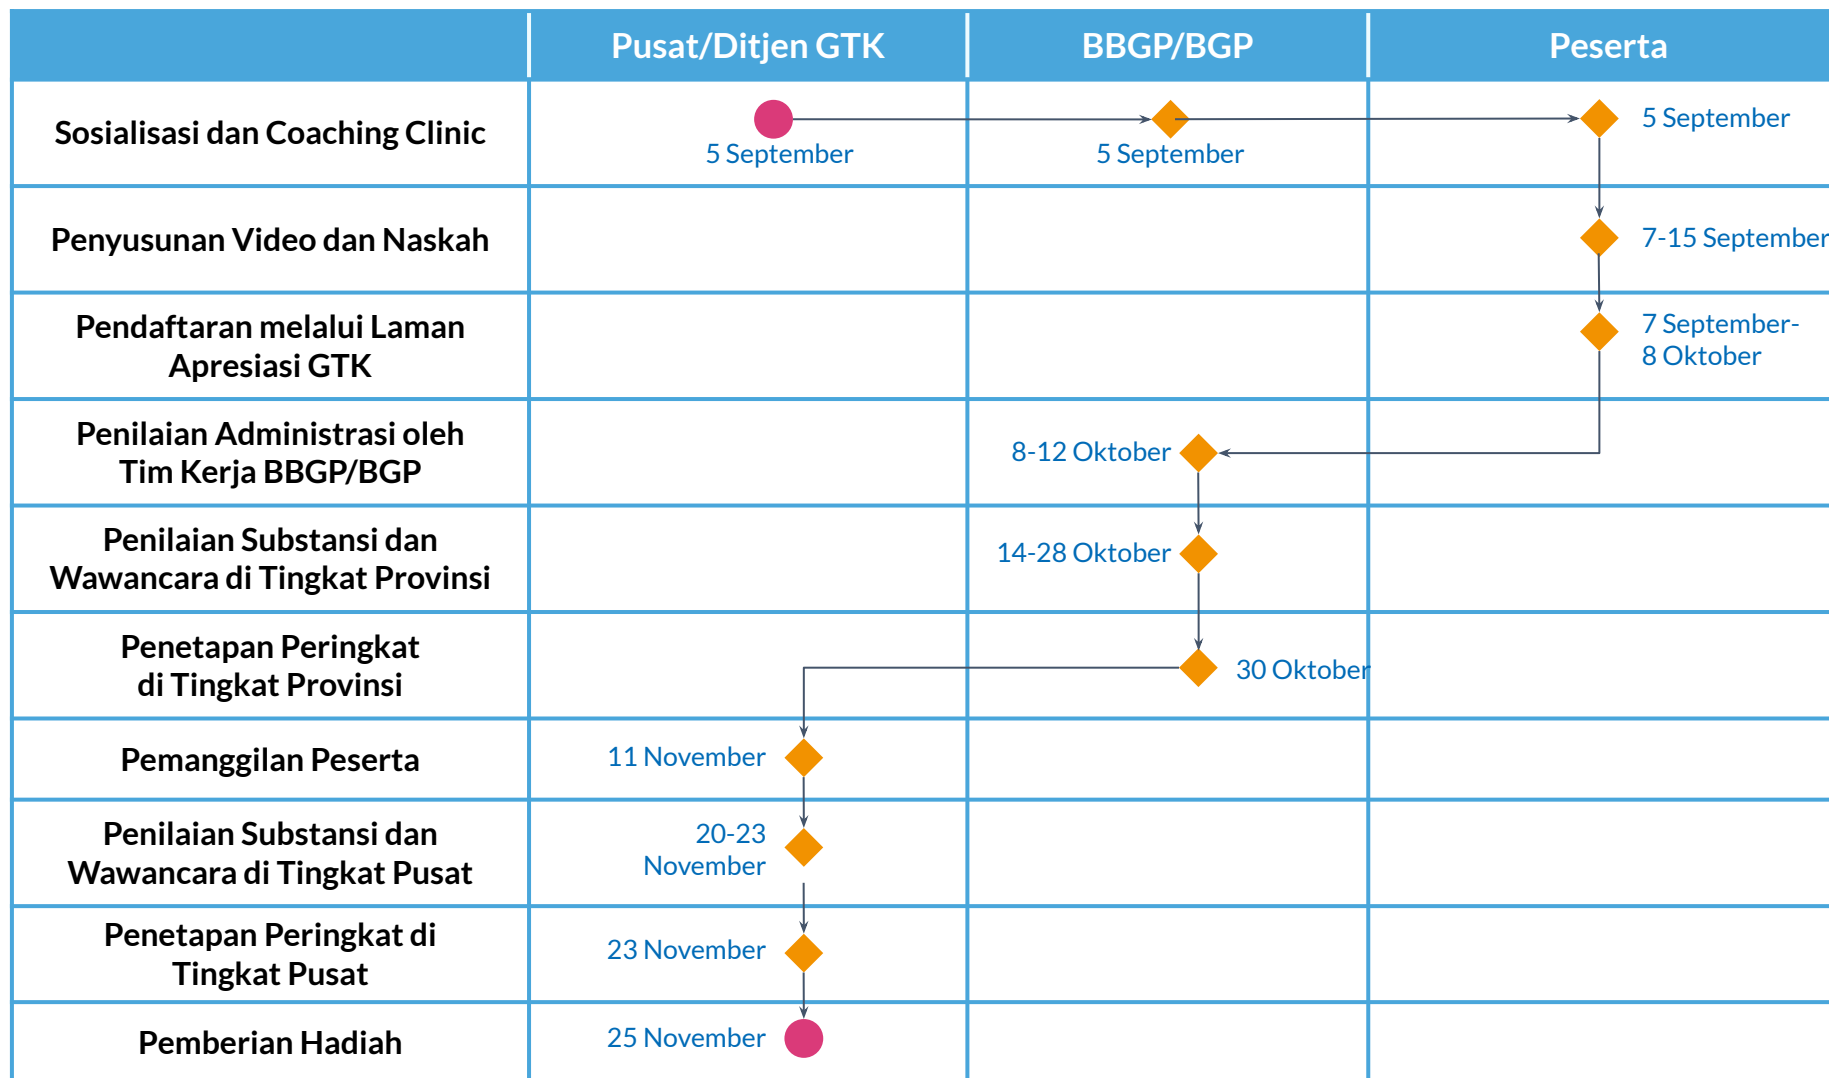 Pusat/Ditjen GTK
BBGP/BGP
Peserta
Sosialisasi dan Coaching Clinic
5 September
5 September
5 September
Penyusunan Video dan Naskah
7-15 September
Pendaftaran melalui Laman
Apresiasi GTK
7 September-
8 Oktober
Penilaian Administrasi oleh
Tim Kerja BBGP/BGP
8-12 Oktober
Penilaian Substansi dan
Wawancara di Tingkat Provinsi
14-28 Oktober
Penetapan Peringkat
di Tingkat Provinsi
30 Oktober
Pemanggilan Peserta
11 November
Penilaian Substansi dan
Wawancara di Tingkat Pusat
20-23
November
Penetapan Peringkat di
Tingkat Pusat
23 November
Pemberian Hadiah
25 November